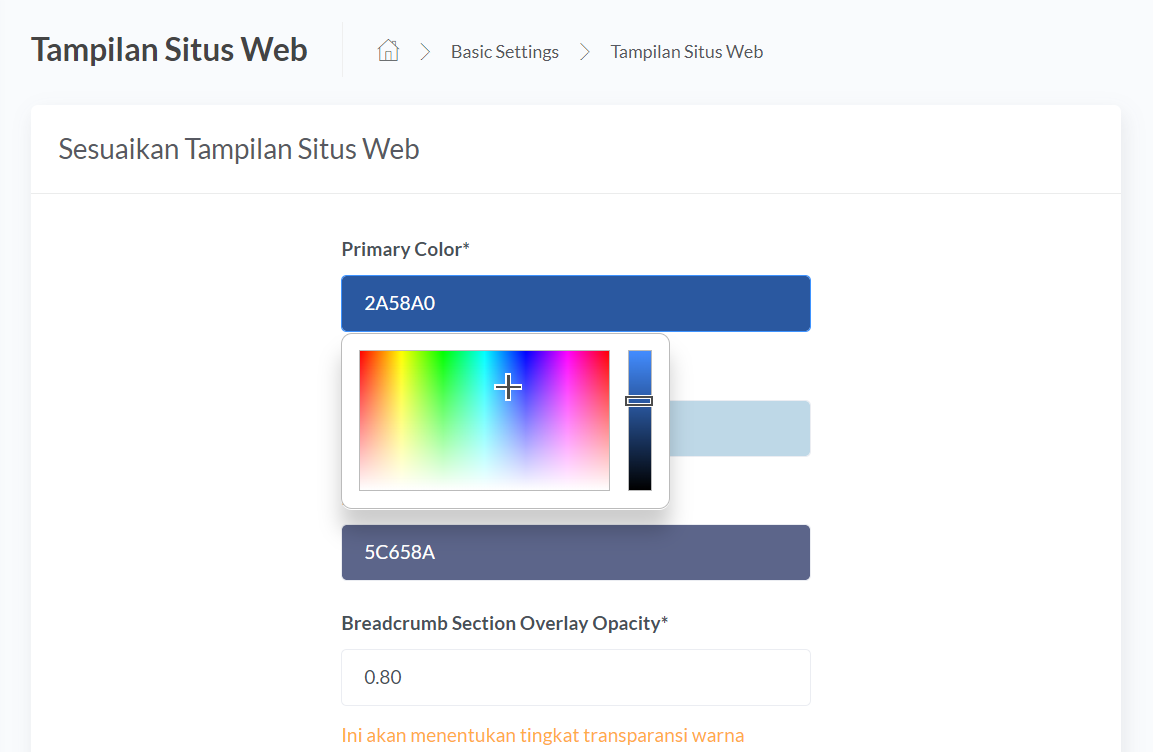 Tampilan Situs Web
Basic Settings
Tampilan Situs Web
Sesuaikan Tampilan Situs Web
Primary Color*
2A58A0
5C658A
Breadcrumb Section Overlay Opacity*
0.80
Ini akan menentukan tingkat transparansi warna